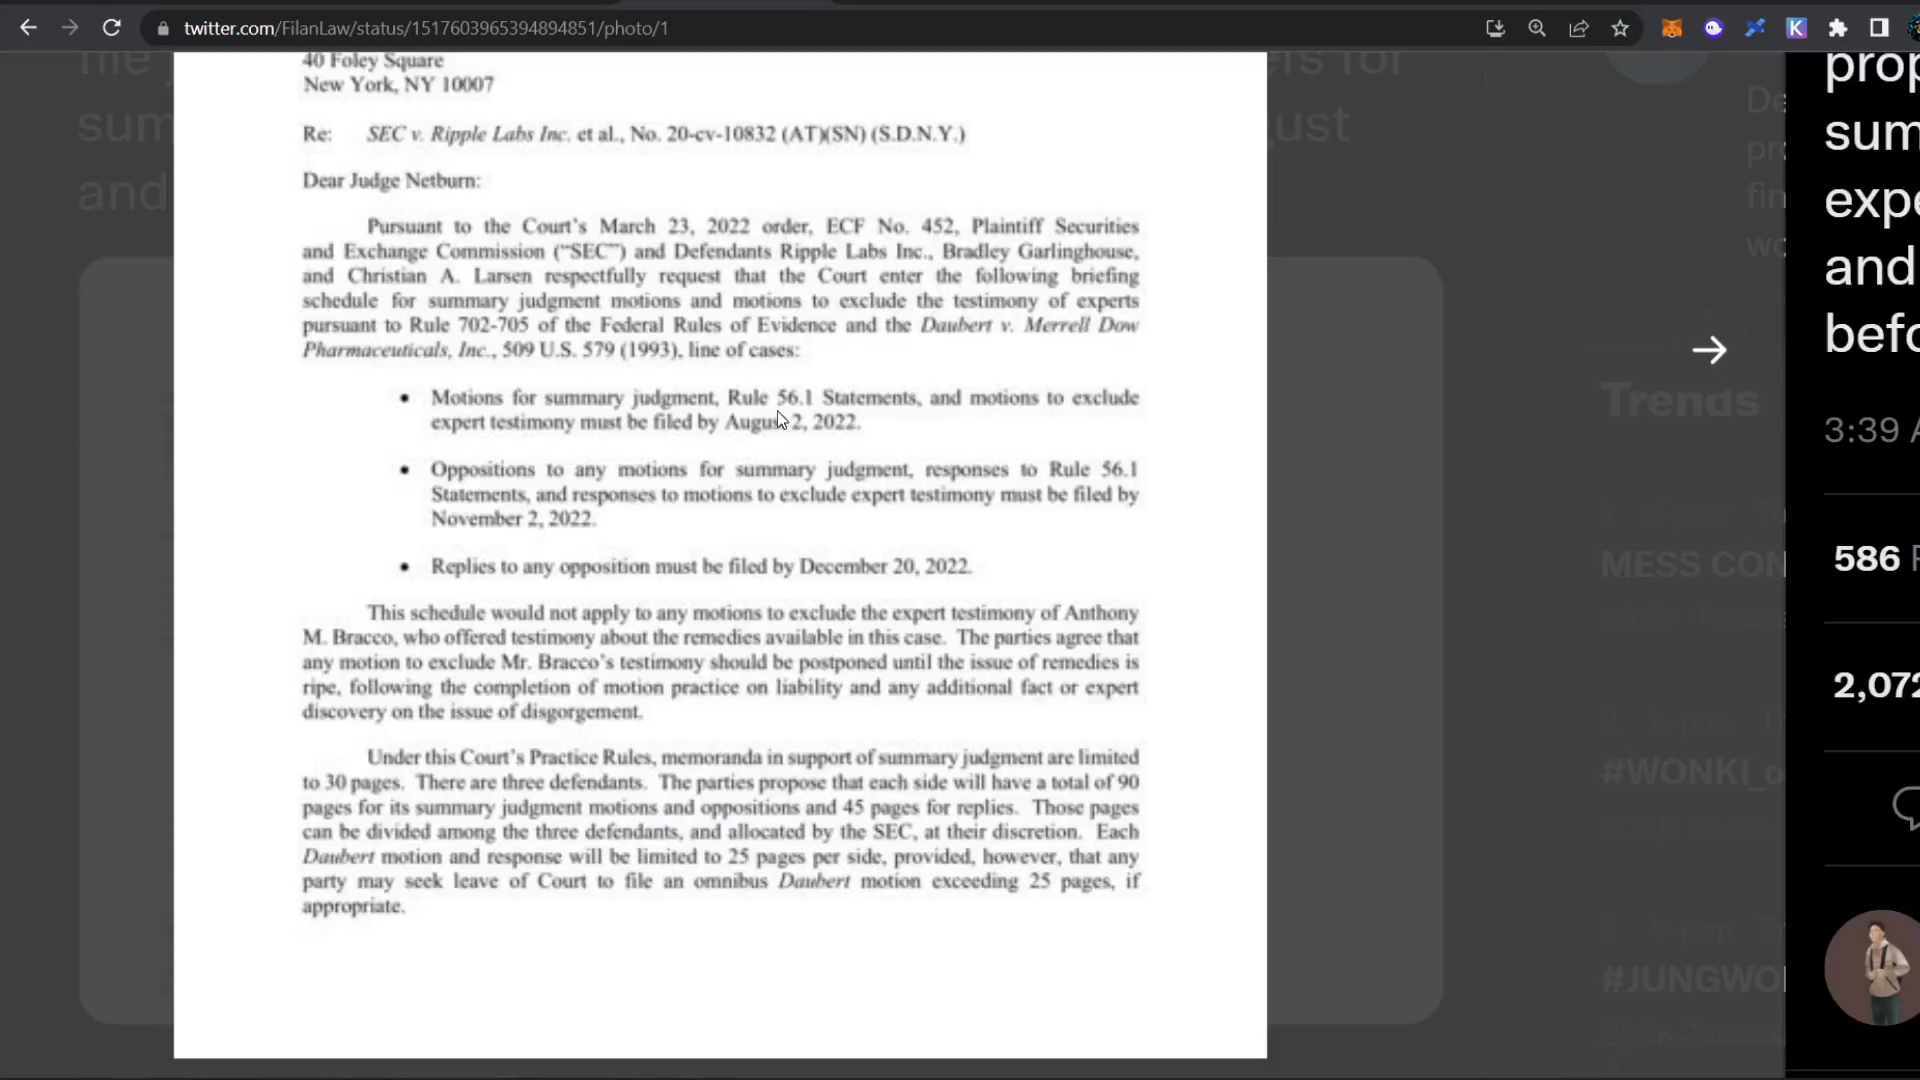 twitter.com/FilanLaw/status/1517603965394894851/photo/1
40 Foley Square
New York, NY 10007
Re: SEC v. Ripple Labs Inc. et al., No. 20-cv-10832 (AT)(SN) (S.D.N.Y.)
Dear Judge Netburn:
Pursuant to the Court's March 23, 2022 order, ECF No. 452, Plaintiff Securities
and Exchange Commission ("SEC") and Defendants Ripple Labs Inc., Bradley Garlinghouse,
and Christian A. Larsen respectfully request that the Court enter the following briefing
schedule for summary judgment motions and motions to exclude the testimony of experts
pursuant to Rule 702-705 of the Federal Rules of Evidence and the Daubert v. Merrell Dow
Pharmaceuticals, Inc., 509 U.S. 579 (1993), line of cases:
• Motions for summary judgment, Rule 56.1 Statements, and motions to exclude
expert testimony must be filed by August 2, 2022.
• Oppositions to any motions for summary judgment, responses to Rule 56.1
Statements, and responses to motions to exclude expert testimony must be filed by
November 2, 2022.
• Replies to any opposition must be filed by December 20, 2022.
This schedule would not apply to any motions to exclude the expert testimony of Anthony
M. Bracco, who offered testimony about the remedies available in this case. The parties agree that
any motion to exclude Mr. Bracco's testimony should be postponed until the issue of remedies is
ripe, following the completion of motion practice on liability and any additional fact or expert
discovery on the issue of disgorgement.
Under this Court's Practice Rules, memoranda in support of summary judgment are limited
to 30 pages. There are three defendants. The parties propose that each side will have a total of 90
pages for its summary judgment motions and oppositions and 45 pages for replies. Those pages
can be divided among the three defendants, and allocated by the SEC, at their discretion. Each
Daubert motion and response will be limited to 25 pages per side, provided, however, that any
party may seek leave of Court to file an omnibus Daubert motion exceeding 25 pages, if
appropriate.
sum
and
ers for
ust
Trends
MESS CON
#WONKI_
#JUNGWO
prop
sum
expe
and
befo
3:39 A
586
2,072